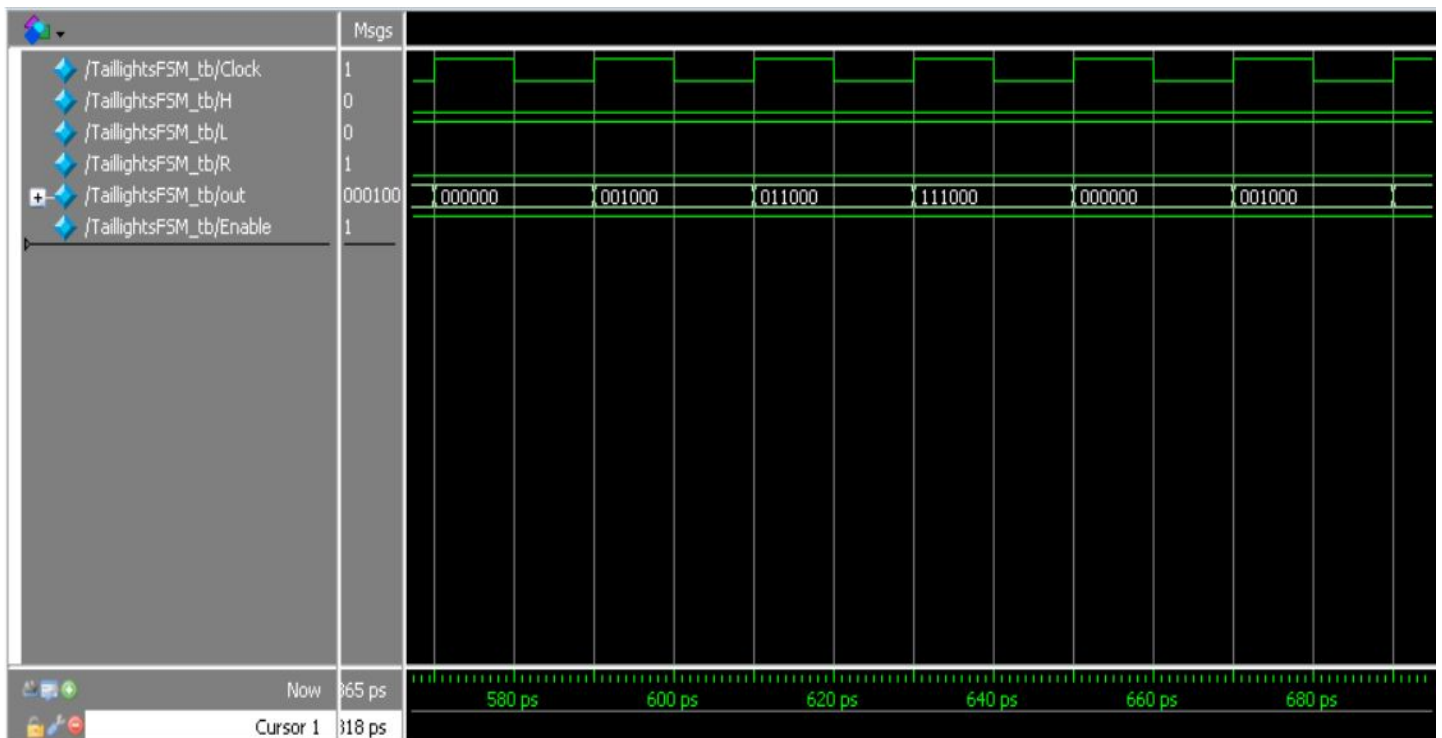 Msgs
/TaillightsFSM_tb/Clock 1
/TaillightsFSM_tb/H 0
/TaillightsFSM_tb/L 0
/TaillightsFSM_tb/R 1
/TaillightsFSM_tb/out 000100 000000 001000 011000 111000 000000 001000
/TaillightsFSM_tb/Enable 1
Now 365 ps 580 ps 600 ps 620 ps 640 ps 660 ps 680 ps
Cursor 1 318 ps